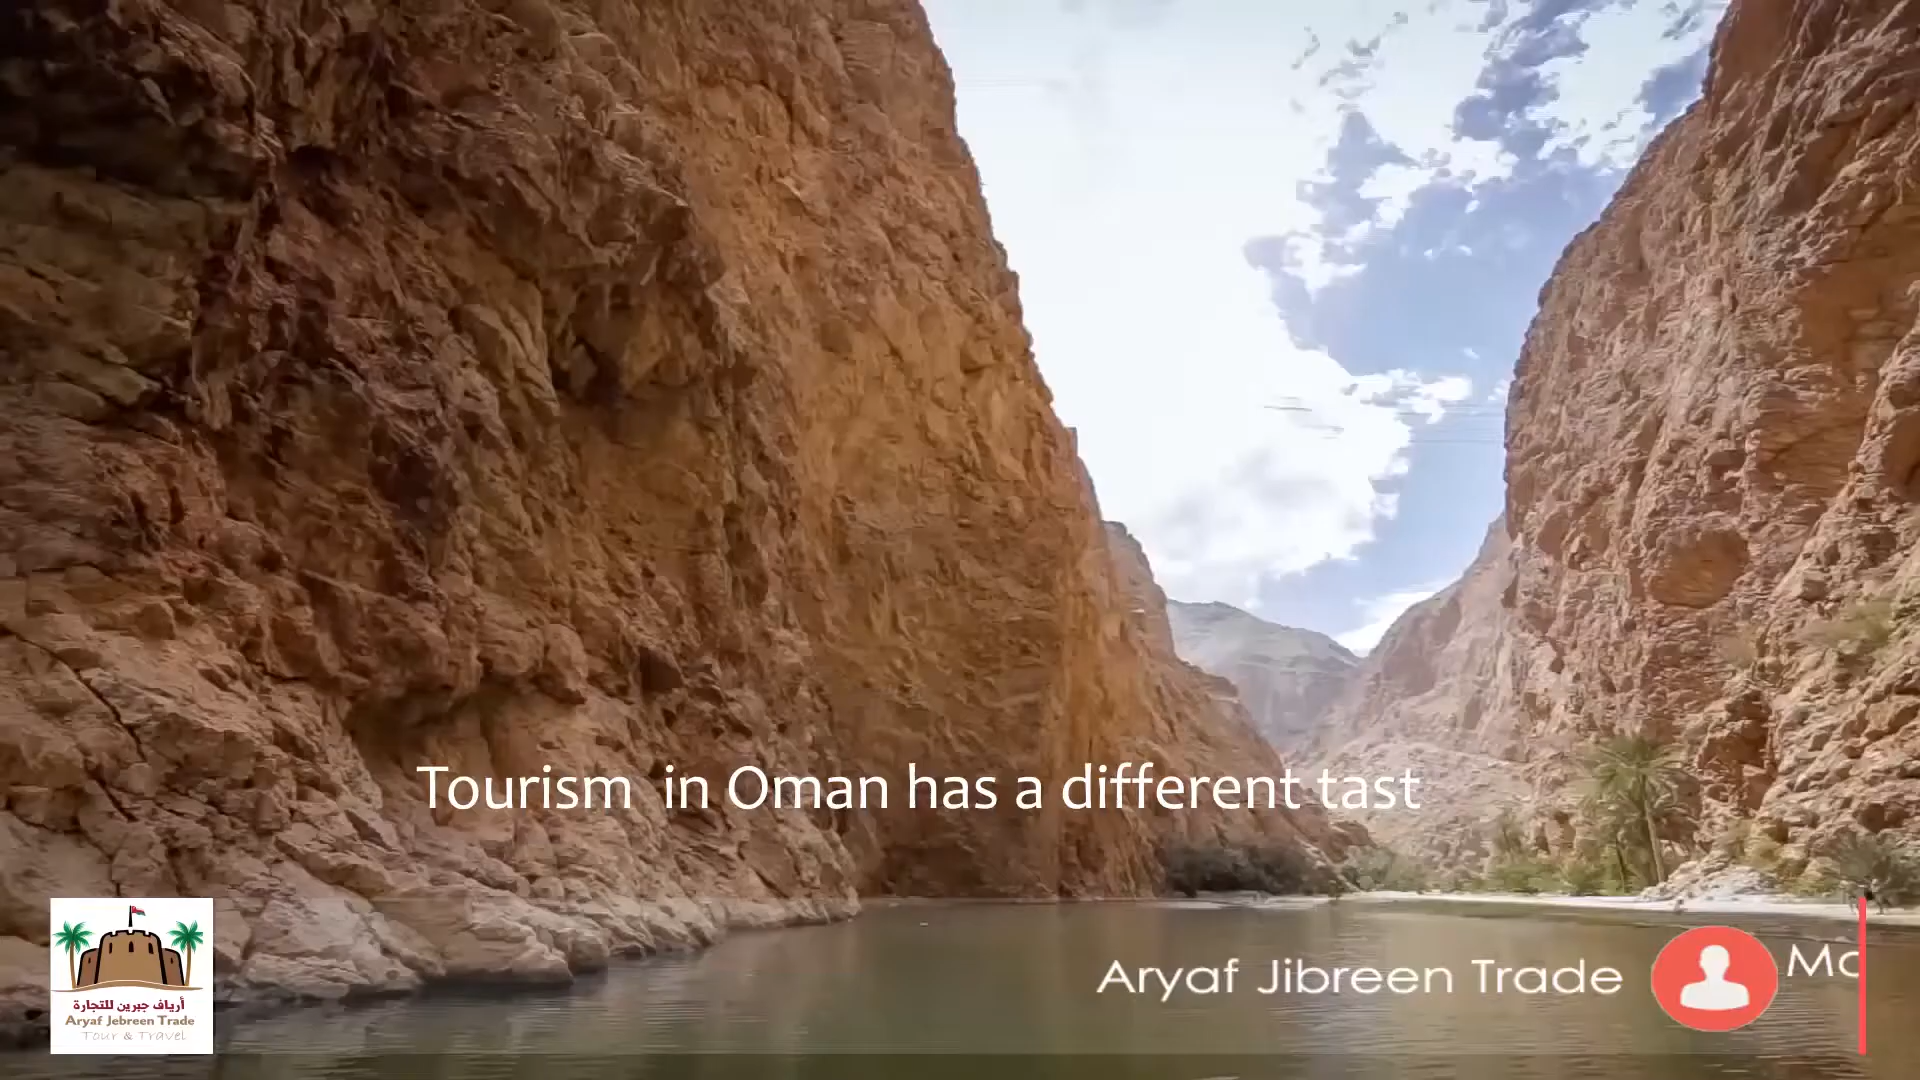 Tourism in Oman has a different tast
Aryaf Jibreen Trade
أرياف جبرين للتجارة
Aryaf Jebreen Trade
Tour & Travel